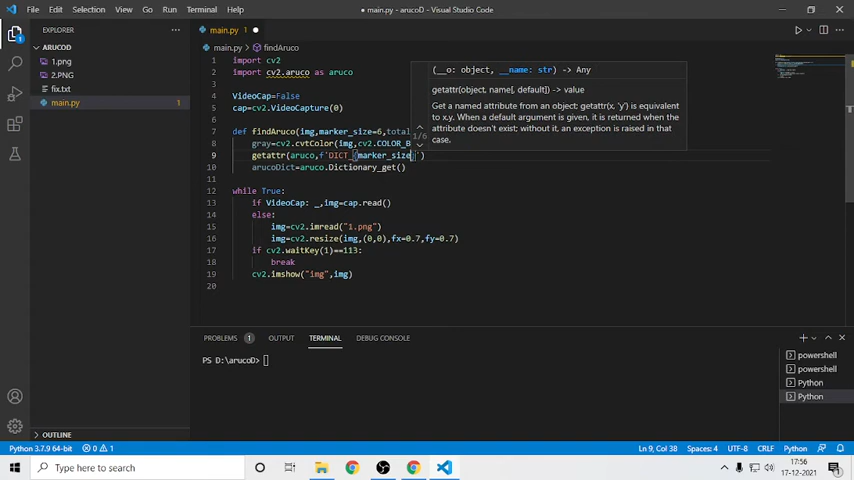 File Edit Selection View Go Run Terminal Help
● main.py - arucoD - Visual Studio Code
EXPLORER
ARUCOD
1.png
2.PNG
fix.txt
main.py 1
main.py 1
main.py > findAruco
1 import cv2
2 import cv2.aruco as aruco
3
4 VideoCap=False
5 cap=cv2.VideoCapture(0)
6
7 def findAruco(img,marker_size=6,total
8 gray=cv2.cvtColor(img,cv2.COLOR_B
9 getattr(aruco,f'DICT_{marker_size}')
10 arucoDict=aruco.Dictionary_get()
11
12 while True:
13 if VideoCap: _,img=cap.read()
14 else:
15 img=cv2.imread("1.png")
16 img=cv2.resize(img,(0,0),fx=0.7,fy=0.7)
17 if cv2.waitKey(1)==113:
18 break
19 cv2.imshow("img",img)
20
(__o: object, __name: str) -> Any
1/6
getattr(object, name[, default]) -> value
Get a named attribute from an object; getattr(x, 'y') is equivalent
to x.y. When a default argument is given, it is returned when the
attribute doesn't exist; without it, an exception is raised in that
case.
PROBLEMS 1 OUTPUT TERMINAL DEBUG CONSOLE
PS D:\arucoD>
powershell
powershell
Python
Python
OUTLINE
Python 3.7.9 64-bit 0 1
Ln 9, Col 38 Spaces: 4 UTF-8 CRLF Python
Type here to search
17:56
17-12-2021